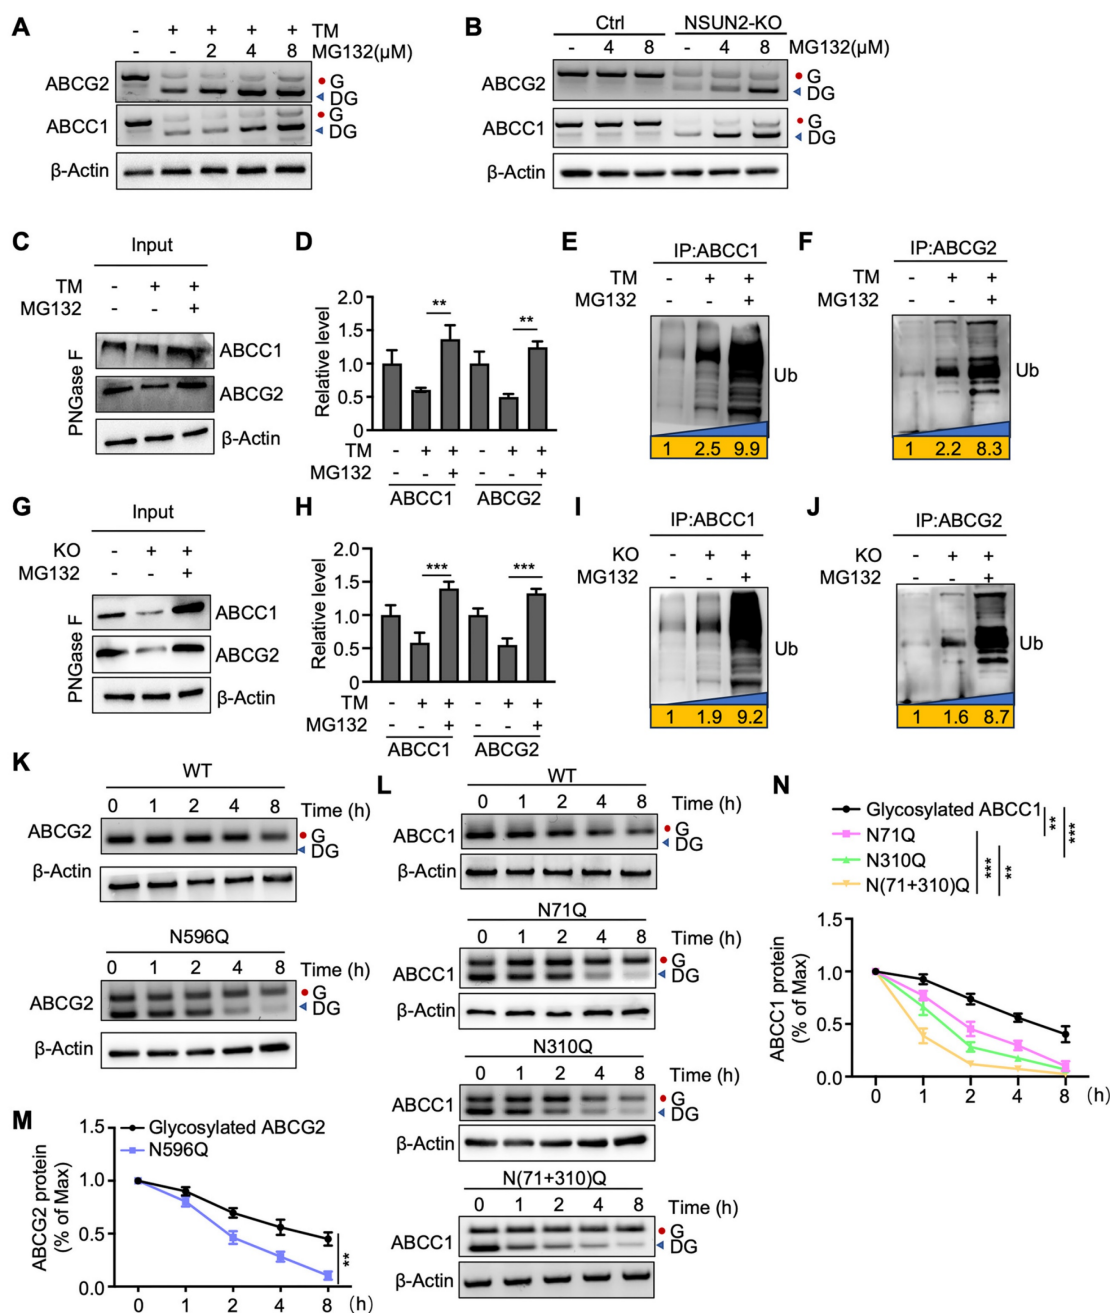 A
- + + + + TM
- - 2 4 8 MG132(μM)
ABCG2
G
DG
ABCC1
G
DG
β-Actin
B
Ctrl NSUN2-KO
- 4 8 - 4 8 MG132(μM)
ABCG2
G
DG
ABCC1
G
DG
β-Actin
C
Input
TM - + +
MG132 - - +
PNGase F
ABCC1
ABCG2
β-Actin
D
Relative level
2.0
1.5
1.0
0.5
0
** **
TM - + + - + +
MG132 - - + - - +
ABCC1 ABCG2
E
IP:ABCC1
TM - + +
MG132 - - +
Ub
1 2.5 9.9
F
IP:ABCG2
TM - + +
MG132 - - +
Ub
1 2.2 8.3
G
Input
KO - + +
MG132 - - +
PNGase F
ABCC1
ABCG2
β-Actin
H
Relative level
2.0
1.5
1.0
0.5
0
*** ***
TM - + + - + +
MG132 - - + - - +
ABCC1 ABCG2
I
IP:ABCC1
KO - + +
MG132 - - +
Ub
1 1.9 9.2
J
IP:ABCG2
KO - + +
MG132 - - +
Ub
1 1.6 8.7
K
WT
0 1 2 4 8 Time (h)
ABCG2
G
DG
β-Actin
N596Q
0 1 2 4 8 Time (h)
ABCG2
G
DG
β-Actin
L
WT
0 1 2 4 8 Time (h)
ABCC1
G
DG
β-Actin
N71Q
0 1 2 4 8 Time (h)
ABCC1
G
DG
β-Actin
N310Q
0 1 2 4 8 Time (h)
ABCC1
G
DG
β-Actin
N(71+310)Q
0 1 2 4 8 Time (h)
ABCC1
G
DG
β-Actin
M
Glycosylated ABCG2
N596Q
ABCG2 protein
(% of Max)
1.5
1.0
0.5
0.0
**
0 1 2 4 8 (h)
N
Glycosylated ABCC1
N71Q
N310Q
N(71+310)Q
** ***
*** **
ABCC1 protein
(% of Max)
1.5
1.0
0.5
0.0
0 1 2 4 8 (h)